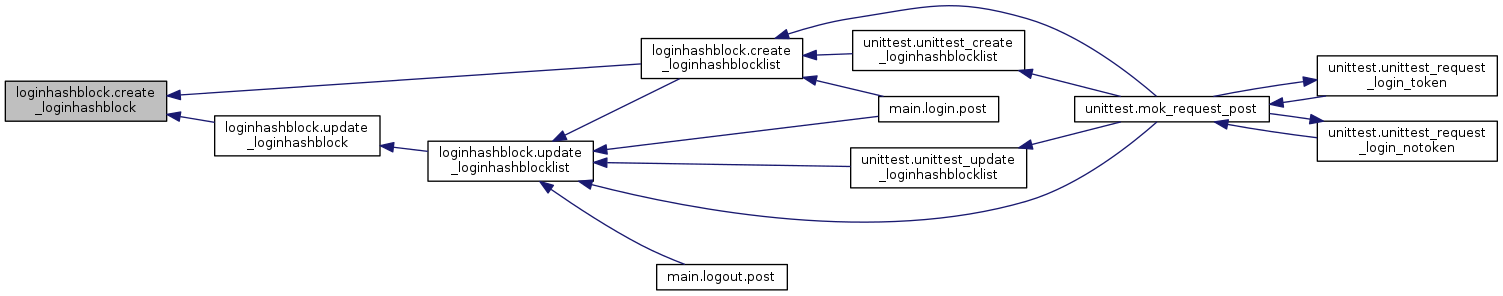 loginhashblock.create
_loginhashblock
loginhashblock.update
_loginhashblock
loginhashblock.update
_loginhashblocklist
loginhashblock.create
_loginhashblocklist
main.logout.post
unittest.unittest_create
_loginhashblocklist
main.login.post
unittest.unittest_update
_loginhashblocklist
unittest.mok_request_post
unittest.unittest_request
_login_token
unittest.unittest_request
_login_notoken